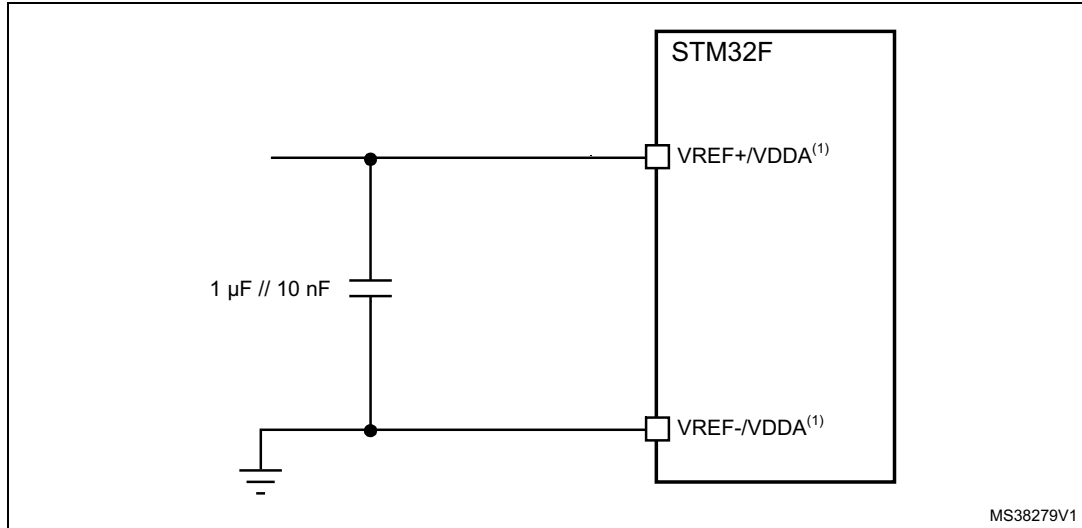 STM32F
VREF+/VDDA(1)
1 µF // 10 nF
VREF-/VDDA(1)
MS38279V1